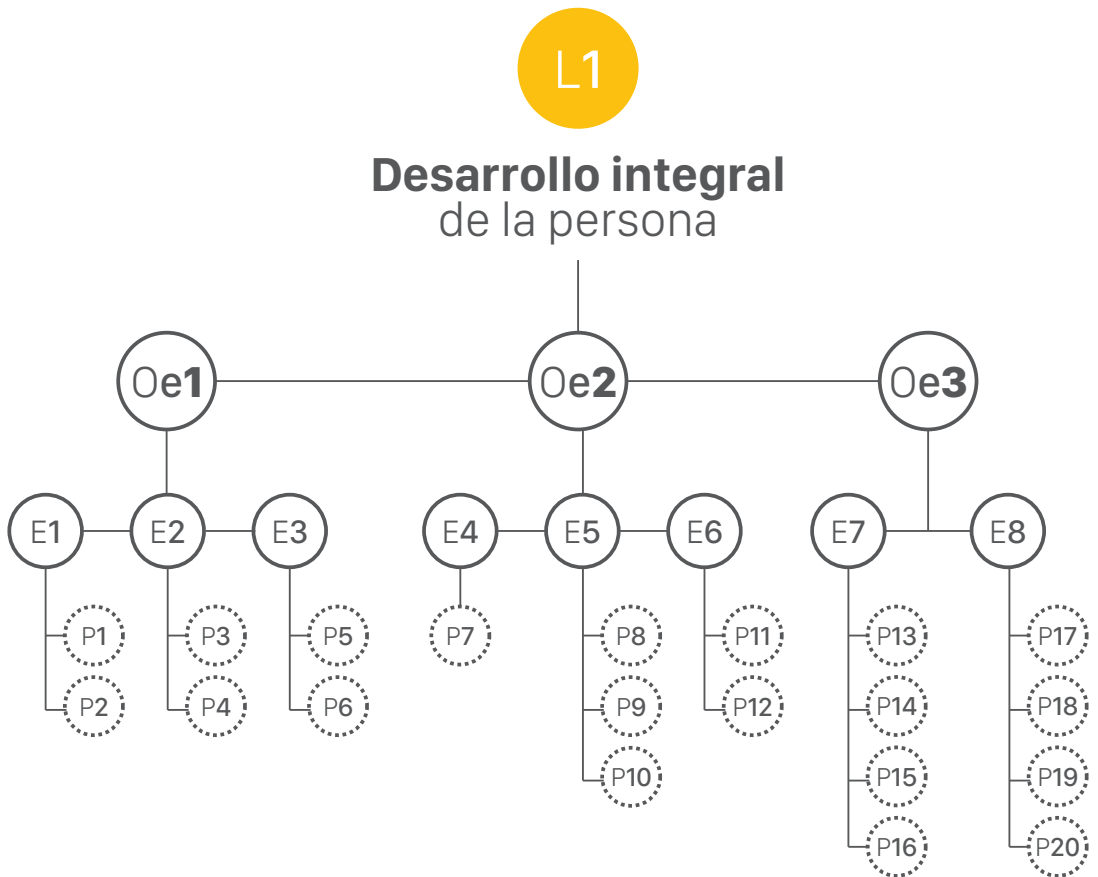 L1
Desarrollo integral
de la persona
Oe1 Oe2 Oe3
E1 E2 E3 E4 E5 E6 E7 E8
P1 P3 P5 P7 P8 P11 P13 P17
P2 P4 P6 P9 P12 P14 P18
P10 P15 P19
P16 P20